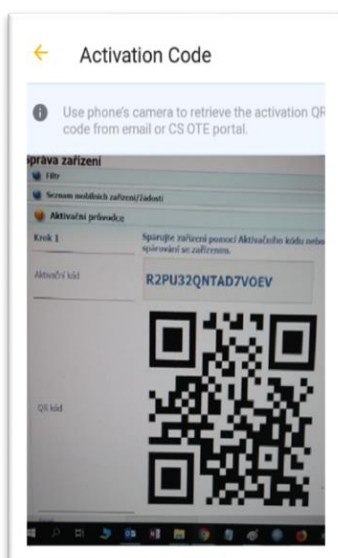 Activation Code
Use phone's camera to retrieve the activation QR
code from email or CS OTE portal.
správa zařízení
Filtr
Seznam mobilních zařízení/žádostí
Aktivační průvodce
Krok 1
Spárujte zařízení pomocí Aktivačního kódu nebo
spárování se zařízením.
Aktivační kód
R2PU32QNTAD7VOEV
QR kód